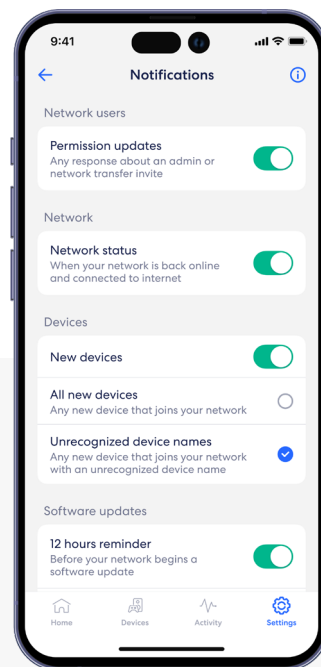 9:41
Notifications
Network users
Permission updates
Any response about an admin or
network transfer invite
Network
Network status
When your network is back online
and connected to internet
Devices
New devices
All new devices
Any new device that joins your network
Unrecognized device names
Any new device that joins your network
with an unrecognized device name
Software updates
12 hours reminder
Before your network begins a
software update
Home Devices Activity Settings